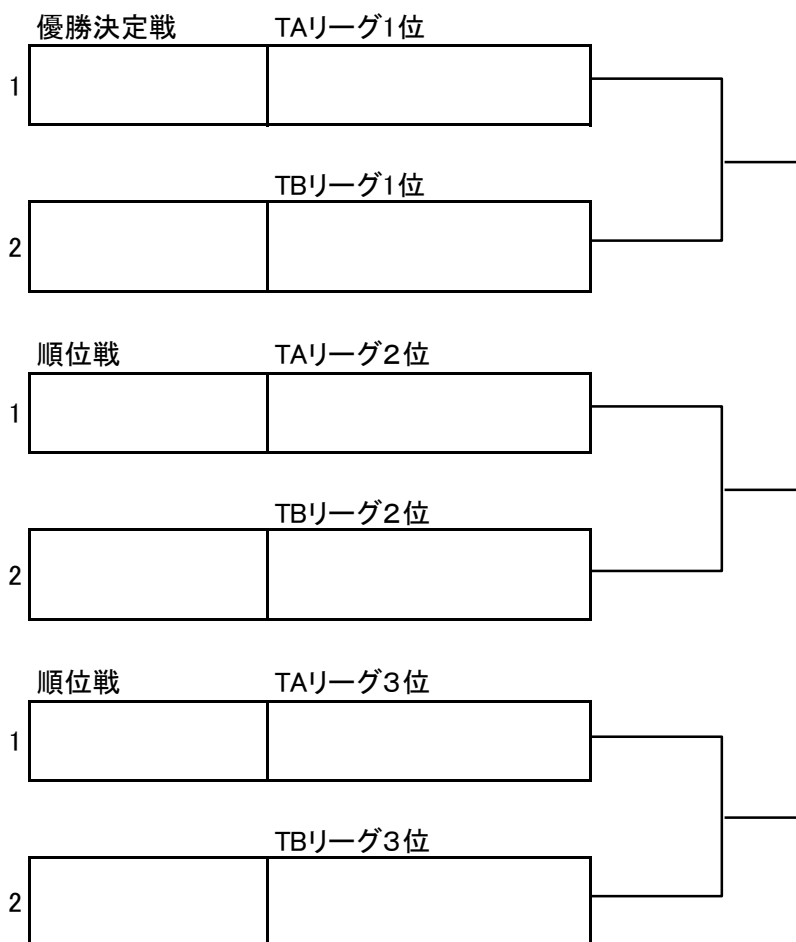 優勝決定戦 TAリーグ1位
1
TBリーグ1位
2
順位戦 TAリーグ２位
1
TBリーグ２位
2
順位戦 TAリーグ３位
1
TBリーグ３位
2